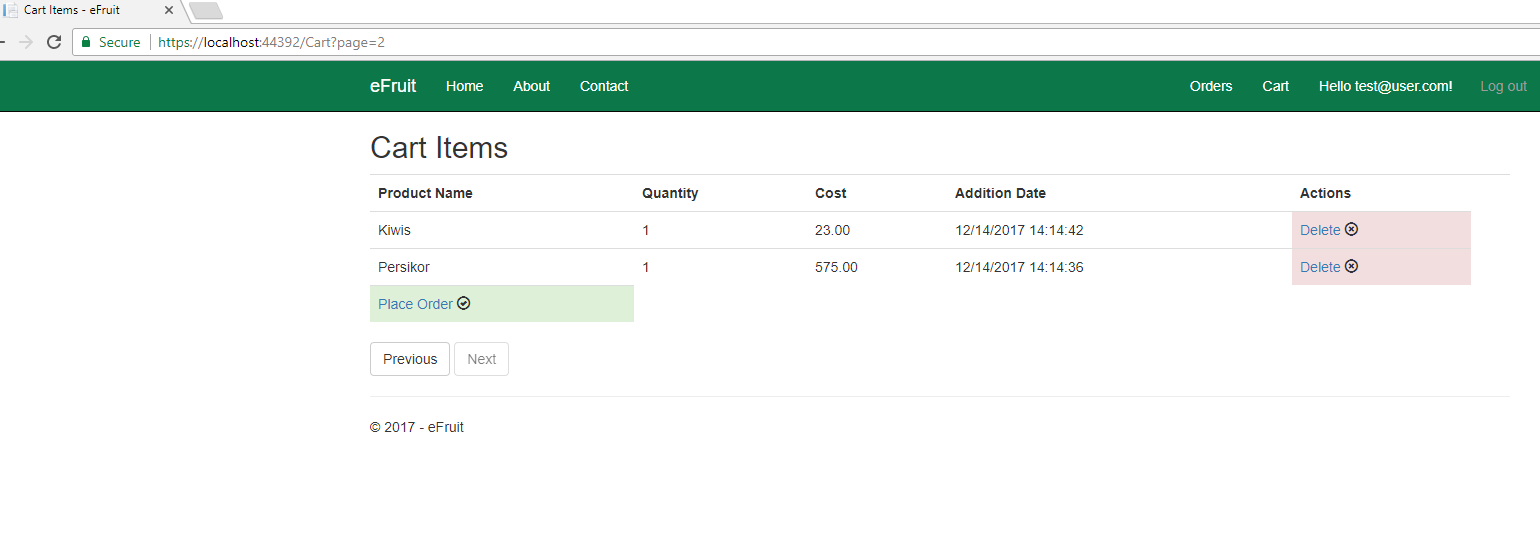 Cart Items - eFruit
Secure https://localhost:44392/Cart?page=2
eFruit Home About Contact Orders Cart Hello test@user.com! Log out
Cart Items
Product Name Quantity Cost Addition Date Actions
Kiwis 1 23.00 12/14/2017 14:14:42 Delete
Persikor 1 575.00 12/14/2017 14:14:36 Delete
Place Order
Previous Next
© 2017 - eFruit